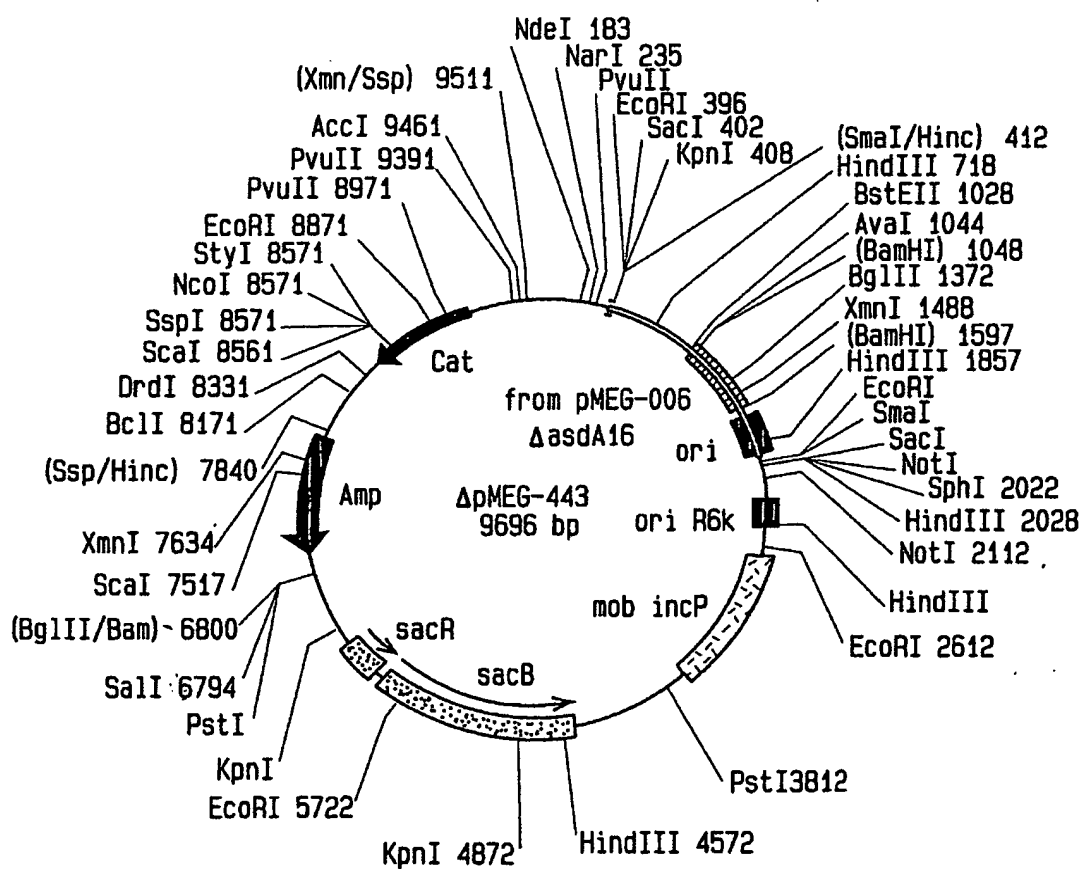 NdeI 183
NarI 235
PvuII
EcoRI 396
SacI 402
KpnI 408
(SmaI/Hinc) 412
HindIII 718
BstEII 1028
AvaI 1044
(BamHI) 1048
BglII 1372
XmnI 1488
(BamHI) 1597
HindIII 1857
EcoRI
SmaI
SacI
NotI
SphI 2022
HindIII 2028
NotI 2112
HindIII
EcoRI 2612
PstI3812
HindIII 4572
KpnI 4872
EcoRI 5722
KpnI
PstI
SalI 6794
(BglII/Bam)-6800
ScaI 7517
XmnI 7634
(Ssp/Hinc) 7840
BclI 8171
DrdI 8331
ScaI 8561
SspI 8571
NcoI 8571
StyI 8571
EcoRI 8871
PvuII 8971
PvuII 9391
AccI 9461
(Xmn/Ssp) 9511
Cat
from pMEG-006
ΔasdA16
ori
Amp
ΔpMEG-443
9696 bp
ori R6k
mob incP
sacR
sacB